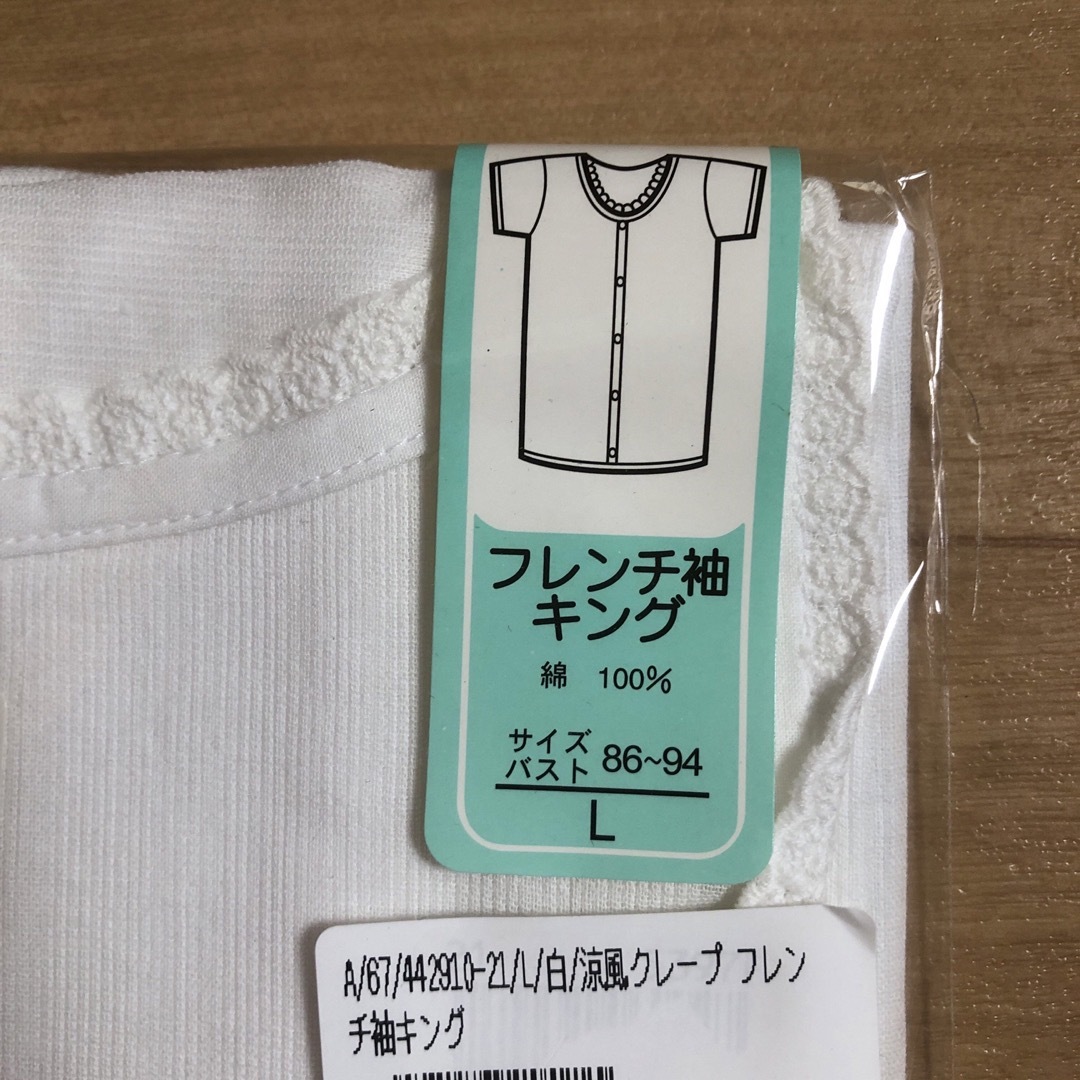 フレンチ袖
キング
綿 100%
サイズ
バスト 86~94
L
A/67/442910-21/L/白/涼風クレープ フレン
チ袖キング